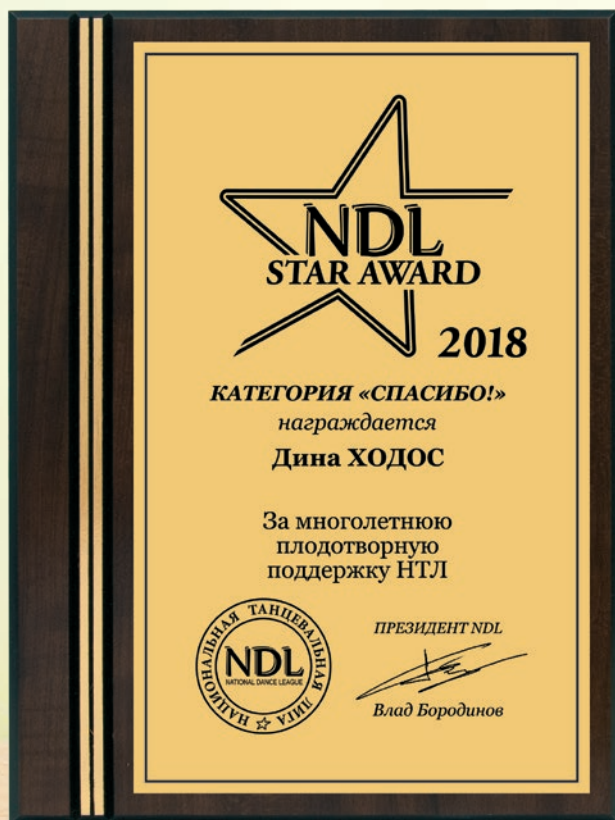 NDL
STAR AWARD
2018
КАТЕГОРИЯ «СПАСИБО!»
награждается
Дина ХОДОС
За многолетнюю
плодотворную
поддержку НТЛ
НАЦИОНАЛЬНАЯ ТАНЦЕВАЛЬНАЯ ЛИГА
NDL
NATIONAL DANCE LEAGUE
ПРЕЗИДЕНТ NDL
Влад Бородинов